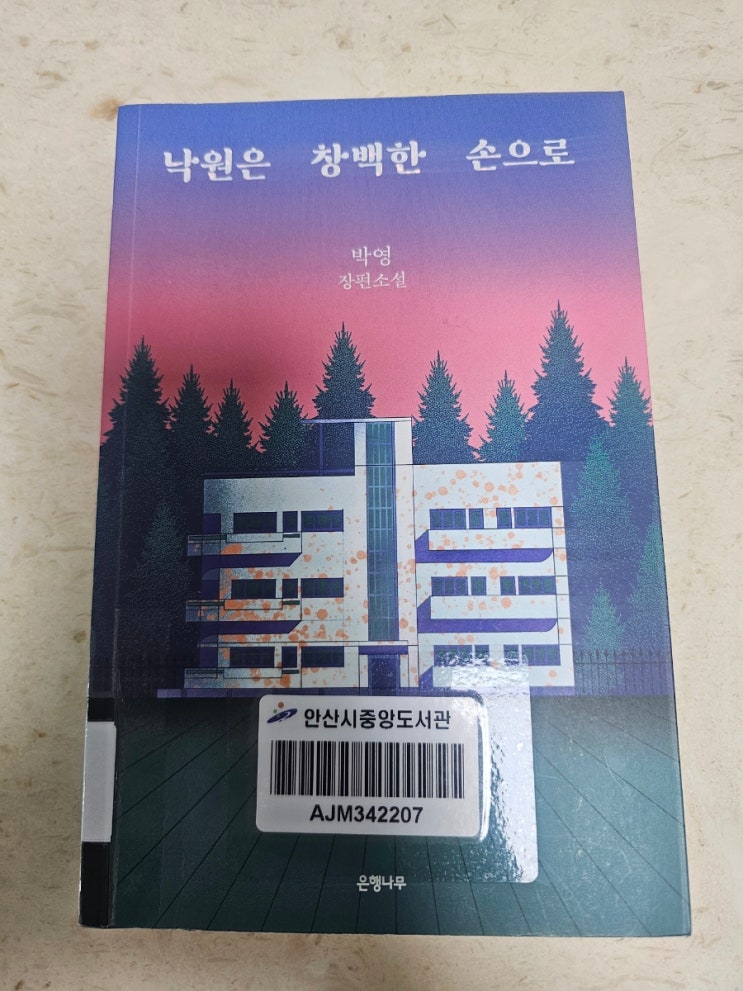 낙원은 창백한 손으로
박영
장편소설
안산시중앙도서관
AJM342207
은행나무